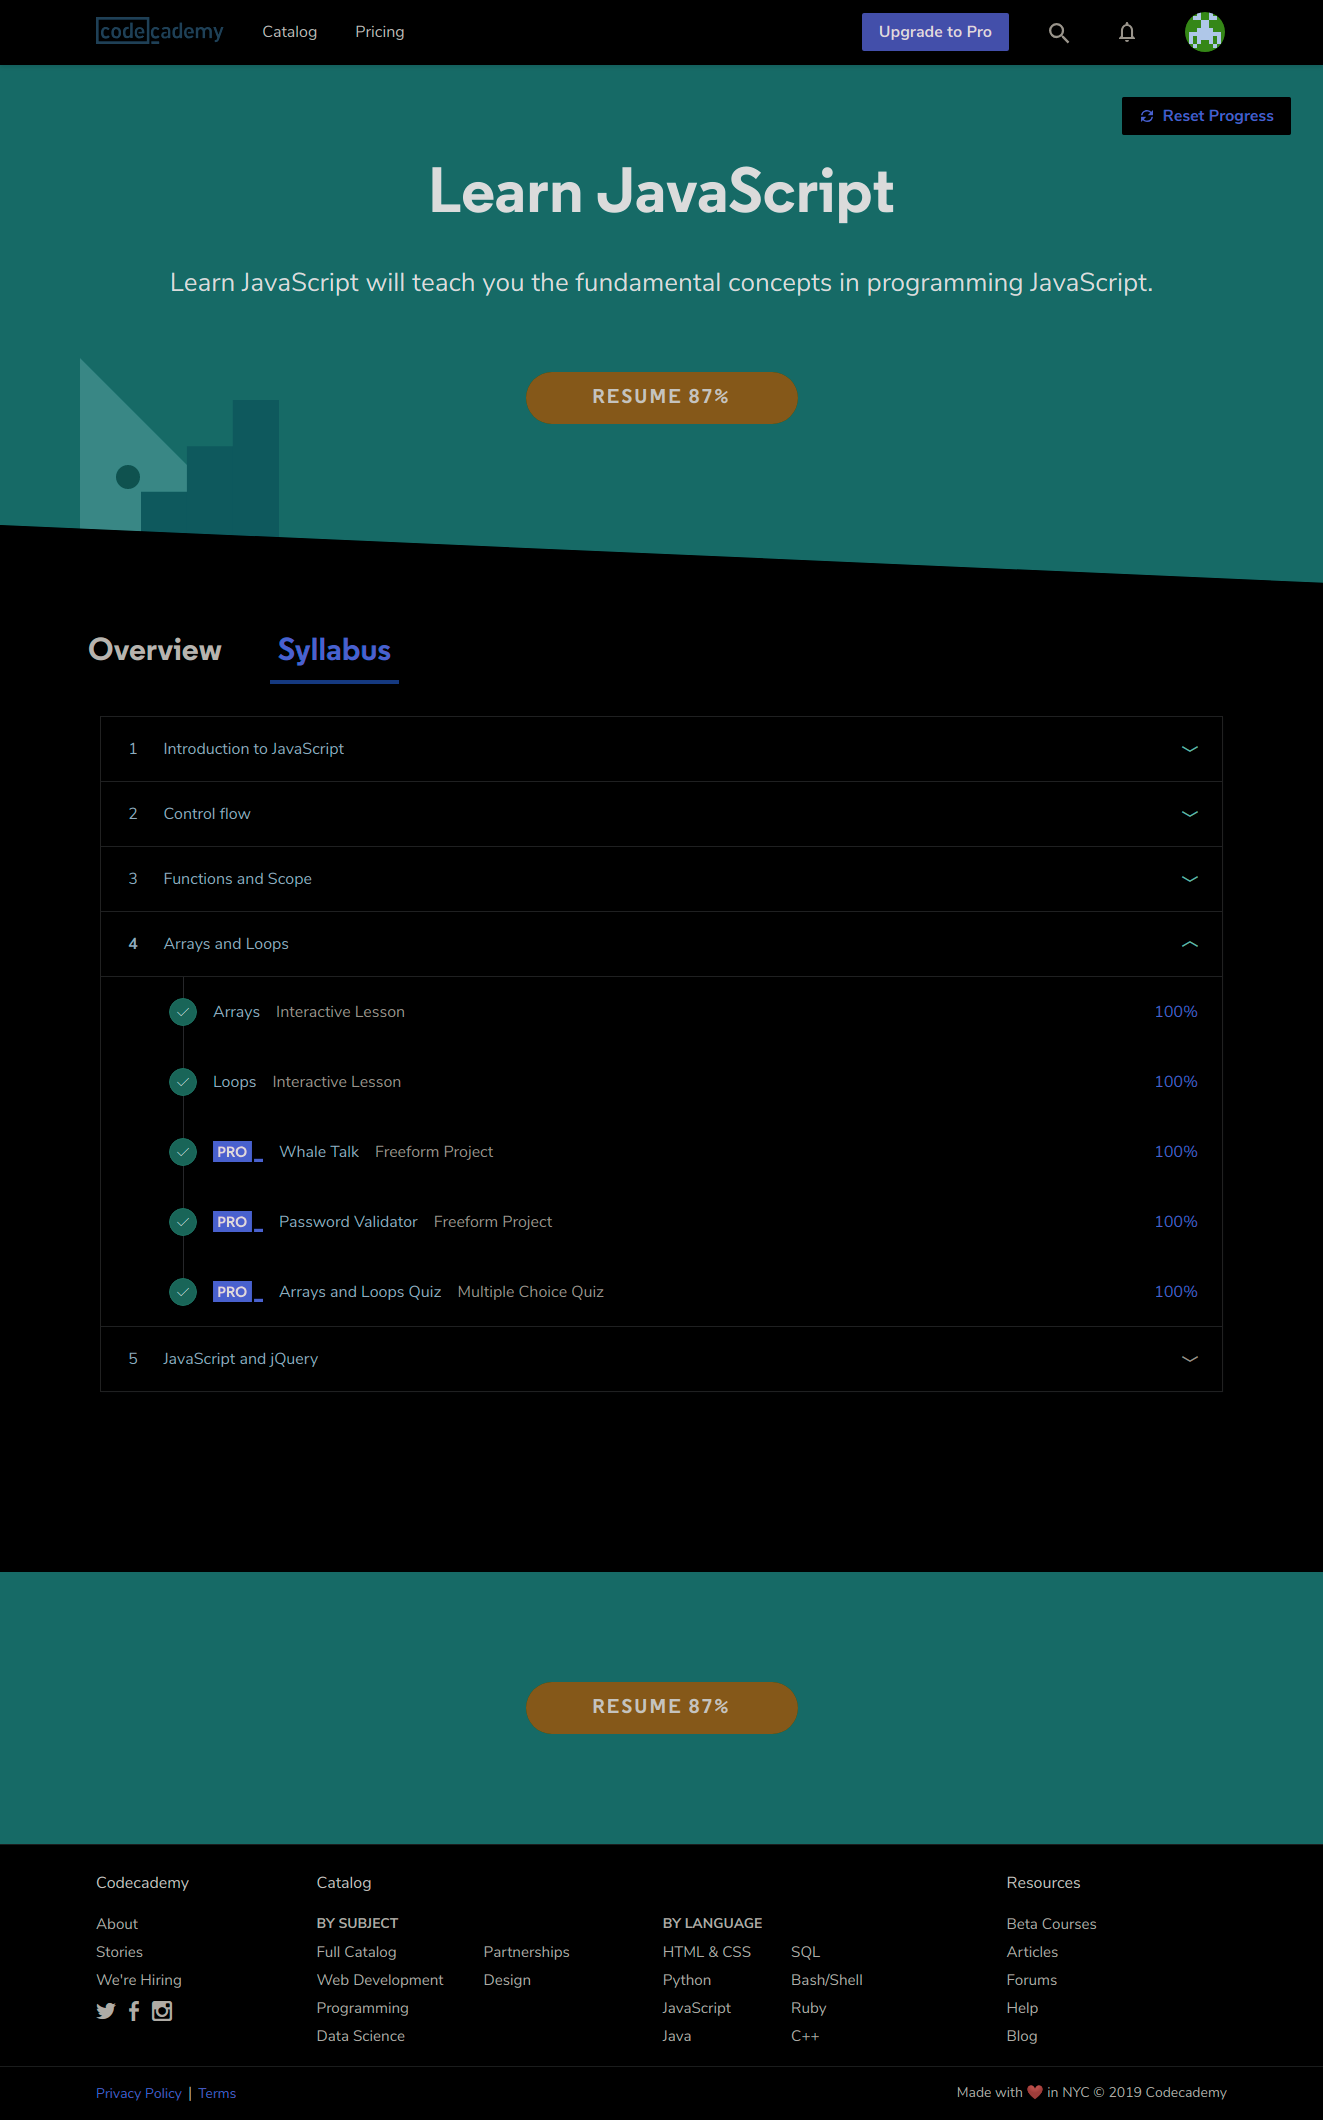 codecademy Catalog Pricing Upgrade to Pro
Reset Progress
Learn JavaScript
Learn JavaScript will teach you the fundamental concepts in programming JavaScript.
RESUME 87%
Overview Syllabus
1 Introduction to JavaScript
2 Control flow
3 Functions and Scope
4 Arrays and Loops
Arrays Interactive Lesson 100%
Loops Interactive Lesson 100%
PRO Whale Talk Freeform Project 100%
PRO Password Validator Freeform Project 100%
PRO Arrays and Loops Quiz Multiple Choice Quiz 100%
5 JavaScript and jQuery
RESUME 87%
Codecademy Catalog Resources
About BY SUBJECT BY LANGUAGE Beta Courses
Stories Full Catalog Partnerships HTML & CSS SQL Articles
We're Hiring Web Development Design Python Bash/Shell Forums
Programming JavaScript Ruby Help
Data Science Java C++ Blog
Privacy Policy | Terms Made with ❤️ in NYC © 2019 Codecademy